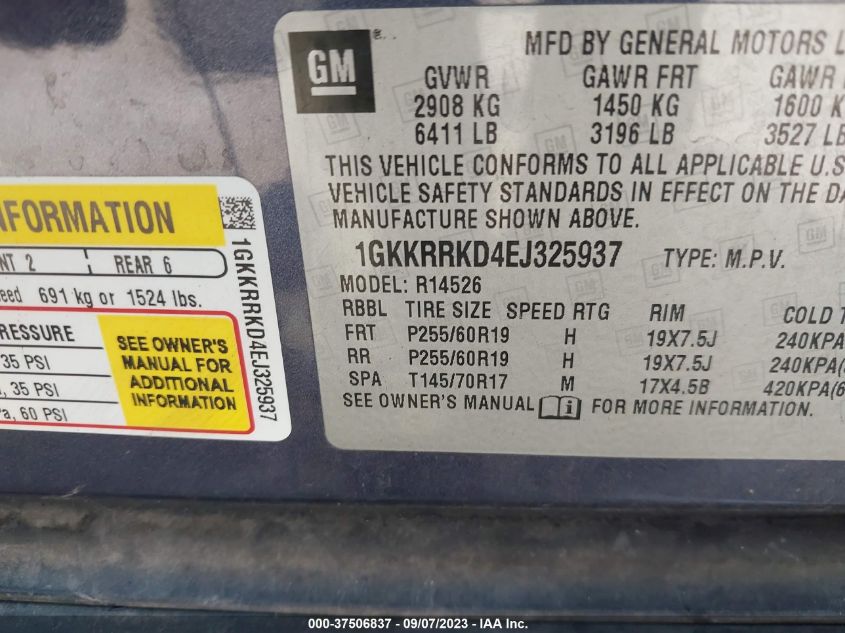 NFORMATION
NT 2 REAR 6
eed 691 kg or 1524 lbs.
RESSURE
35 PSI
, 35 PSI
a, 60 PSI
SEE OWNER'S
MANUAL FOR
ADDITIONAL
INFORMATION
1GKKRRKD4EJ325937
GM
MFD BY GENERAL MOTORS L
GVWR GAWR FRT GAWR
2908 KG 1450 KG 1600 K
6411 LB 3196 LB 3527 LB
THIS VEHICLE CONFORMS TO ALL APPLICABLE U.S
VEHICLE SAFETY STANDARDS IN EFFECT ON THE DA
MANUFACTURE SHOWN ABOVE.
1GKKRRKD4EJ325937 TYPE: M.P.V.
MODEL: R14526
RBBL TIRE SIZE SPEED RTG RIM COLD T
FRT P255/60R19 H 19X7.5J 240KPA
RR P255/60R19 H 19X7.5J 240KPA(
SPA T145/70R17 M 17X4.5B 420KPA(6
SEE OWNER'S MANUAL i FOR MORE INFORMATION.
000-37506837 - 09/07/2023 - IAA Inc.